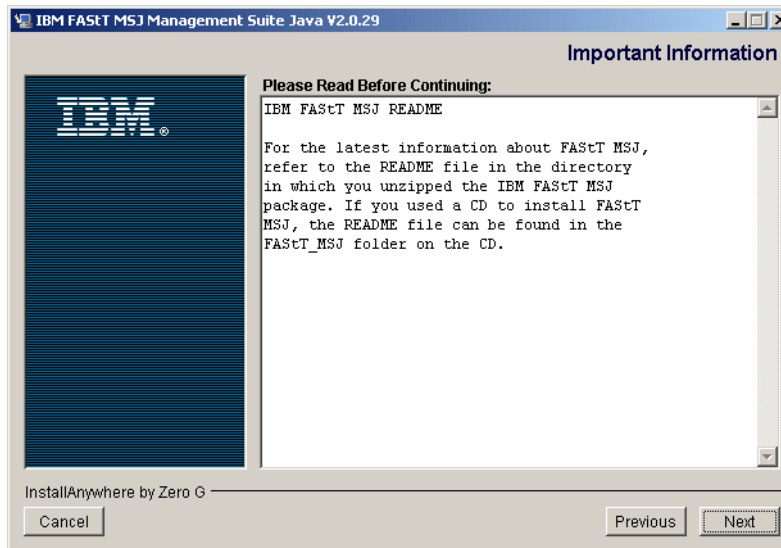 IBM FAStT MSJ Management Suite Java V2.0.29
Important Information
IBM®
Please Read Before Continuing:
IBM FAStT MSJ README
For the latest information about FAStT MSJ,
refer to the README file in the directory
in which you unzipped the IBM FAStT MSJ
package. If you used a CD to install FAStT
MSJ, the README file can be found in the
FAStT_MSJ folder on the CD.
InstallAnywhere by Zero G
Cancel
Previous
Next